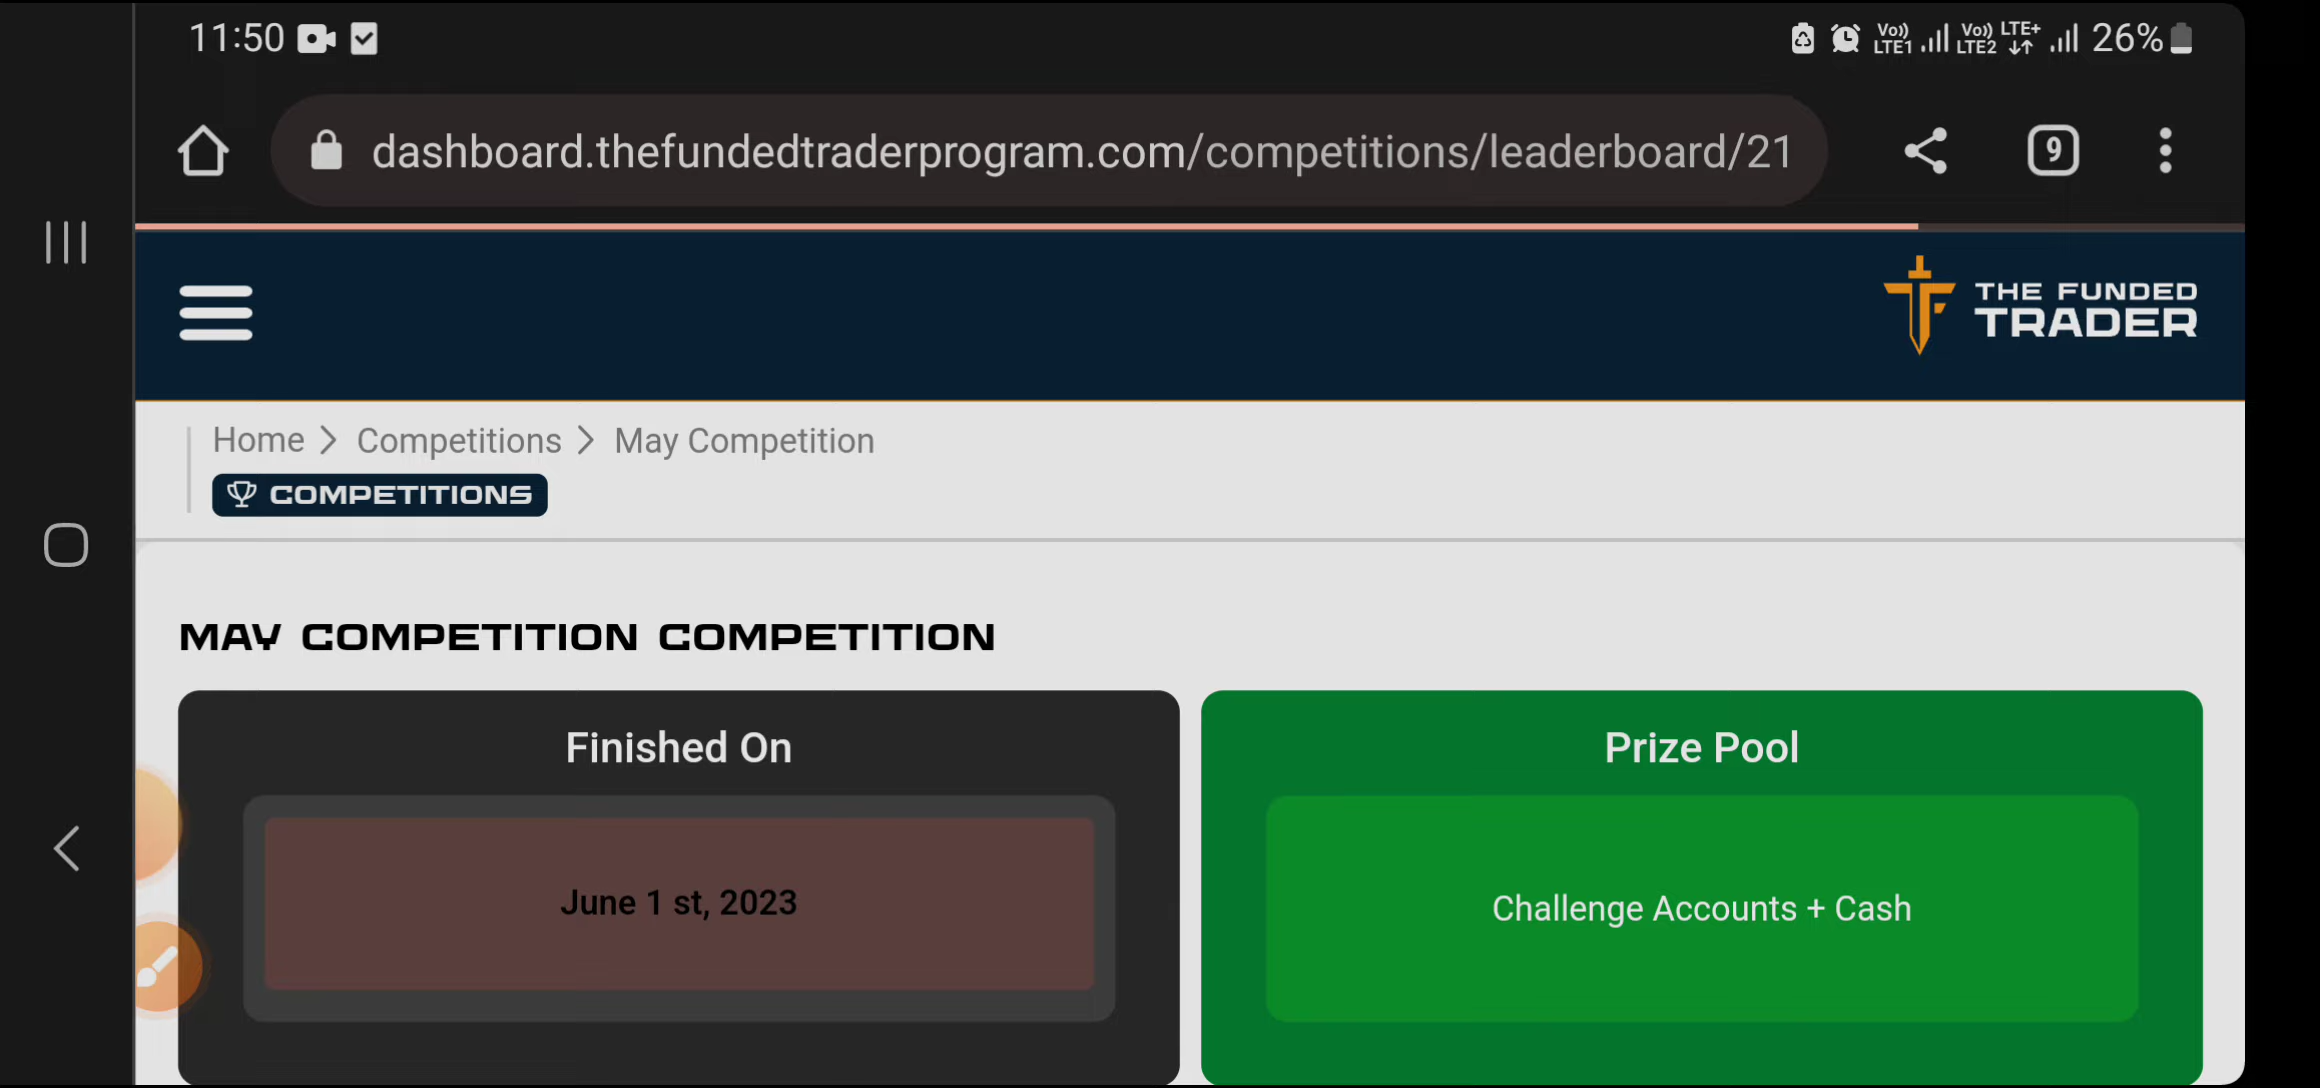 11:50
Vo)) LTE1 Vo)) LTE2 LTE+ 26%
dashboard.thefundedtraderprogram.com/competitions/leaderboard/21
9
THE FUNDED
TRADER
Home > Competitions > May Competition
COMPETITIONS
MAY COMPETITION COMPETITION
Finished On
Prize Pool
June 1 st, 2023
Challenge Accounts + Cash